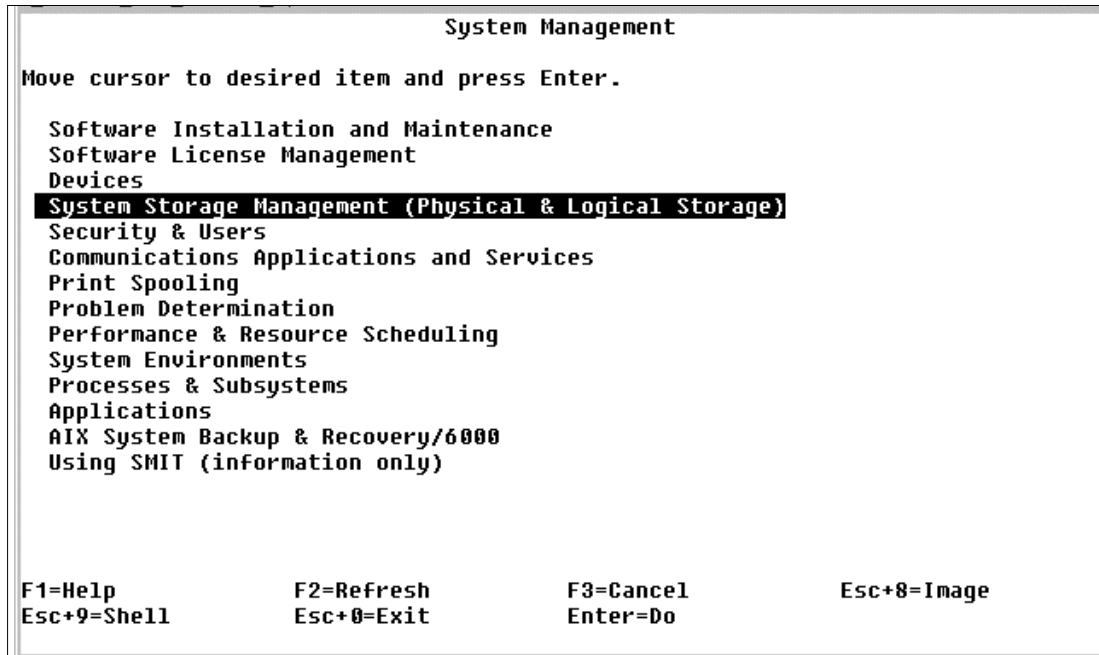 System Management
Move cursor to desired item and press Enter.
Software Installation and Maintenance
Software License Management
Devices
System Storage Management (Physical & Logical Storage)
Security & Users
Communications Applications and Services
Print Spooling
Problem Determination
Performance & Resource Scheduling
System Environments
Processes & Subsystems
Applications
AIX System Backup & Recovery/6000
Using SMIT (information only)
F1=Help F2=Refresh F3=Cancel Esc+8=Image
Esc+9=Shell Esc+0=Exit Enter=Do